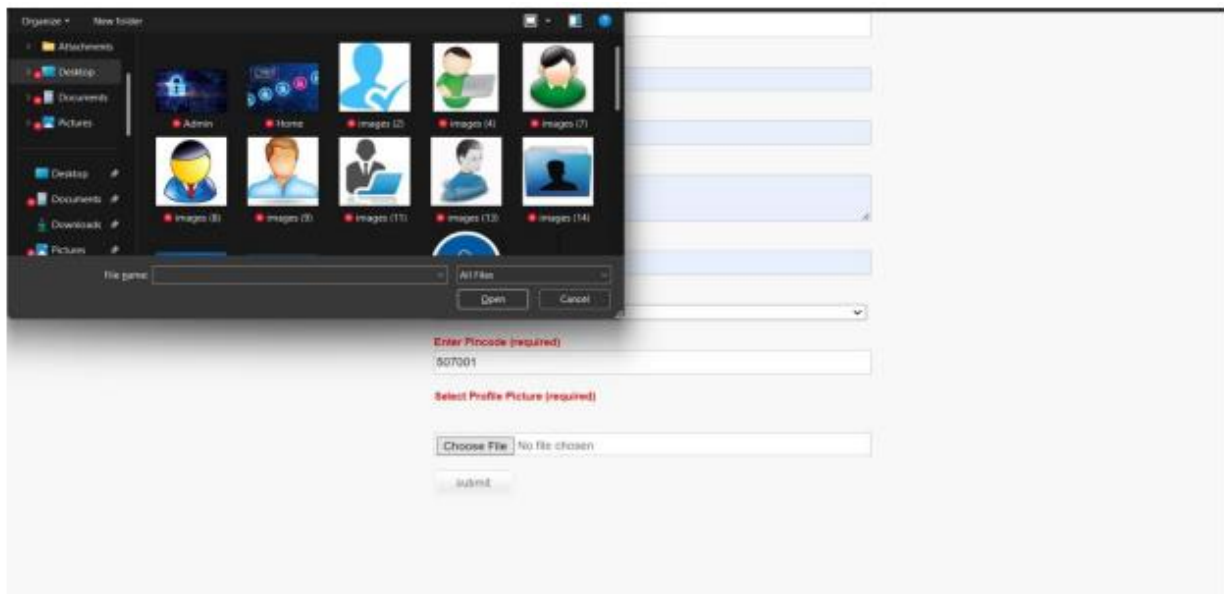 Organize New folder
Attachments
Desktop
Documents
Pictures
Desktop
Documents
Downloads
Pictures
Admin Home images (2) images (4) images (7)
images (8) images (9) images (11) images (13) images (14)
File name: All Files
Open Cancel
Enter Pincode (required)
507001
Select Profile Picture (required)
Choose File No file chosen
submit